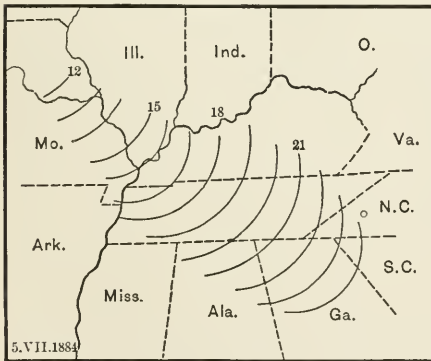 Ill.
Ind.
O.
12
15
18
Mo.
21
Va.
N.C.
Ark.
S.C.
Miss.
Ala.
Ga.
5.VII.1884